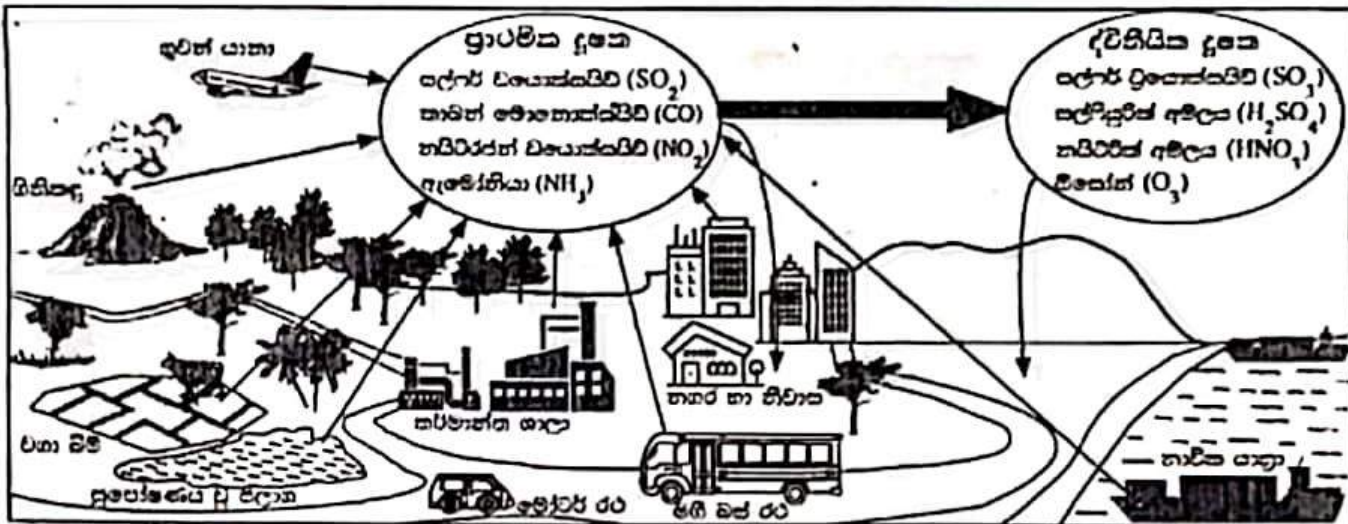 ප්‍රාථමික දූෂක
සල්ෆර් ඩයොක්සයිඩ් (SO₂)
කාබන් මොනොක්සයිඩ් (CO)
නයිට්රජන් ඩයොක්සයිඩ් (NO₂)
ඇමෝනියා (NH₃)
ද්විතීයික දූෂක
සල්ෆර් ට්‍රයොක්සයිඩ් (SO₃)
සල්ෆියුරික් අම්ලය (H₂SO₄)
නයිට්රික් අම්ලය (HNO₃)
ඕසෝන් (O₃)
ගුවන් යානා
ගිනිකඳු
වගා බිම්
සුපෝෂණය වූ ජලාශ
කර්මාන්ත ශාලා
නගර හා නිවාස
මෝටර් රථ
මගී බස් රථ
නාවික යාත්‍රා